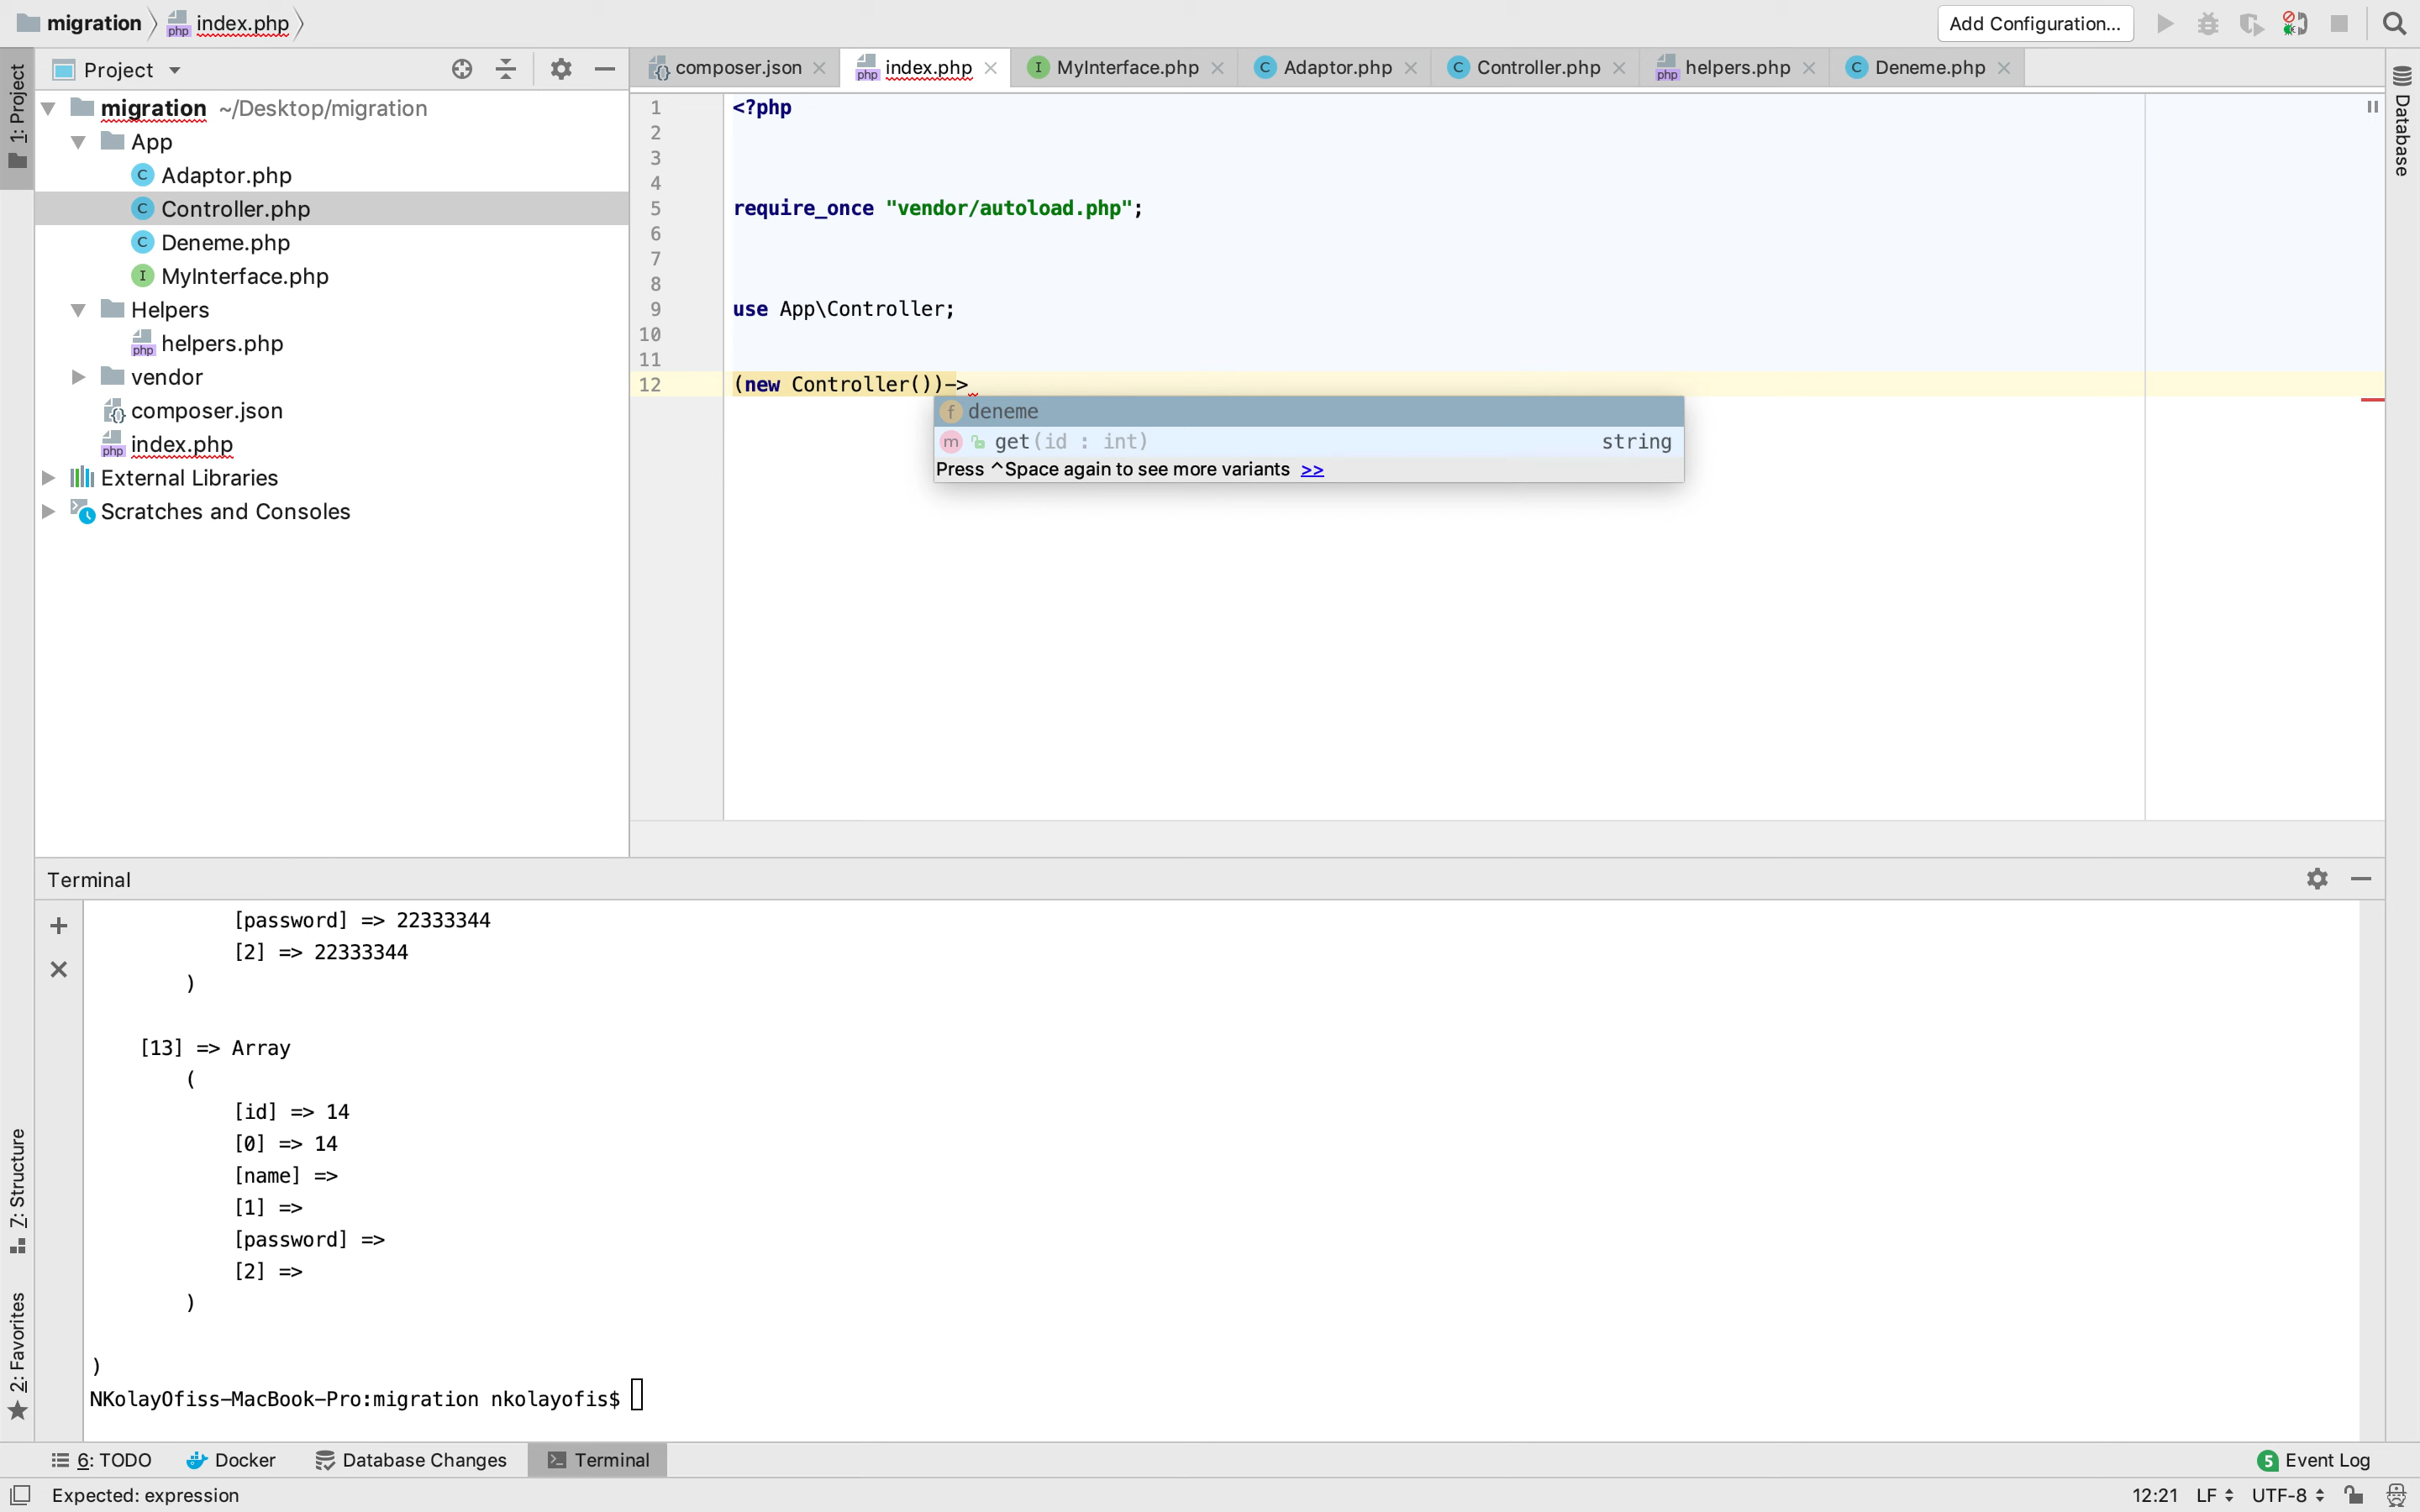 migration
index.php
Add Configuration...
1: Project
Project
composer.json
index.php
MyInterface.php
Adaptor.php
Controller.php
helpers.php
Deneme.php
Database
migration ~/Desktop/migration
App
Adaptor.php
Controller.php
Deneme.php
MyInterface.php
Helpers
helpers.php
vendor
composer.json
index.php
External Libraries
Scratches and Consoles
1 <?php
2
3
4
5 require_once "vendor/autoload.php";
6
7
8
9 use App\Controller;
10
11
12 (new Controller())->
f deneme
m get(id : int) string
Press ^Space again to see more variants >>
Terminal
[password] => 22333344
[2] => 22333344
)
[13] => Array
(
[id] => 14
[0] => 14
[name] =>
[1] =>
[password] =>
[2] =>
)
)
NKolayOfiss-MacBook-Pro:migration nkolayofis$
7: Structure
2: Favorites
6: TODO
Docker
Database Changes
Terminal
5 Event Log
Expected: expression
12:21 LF UTF-8